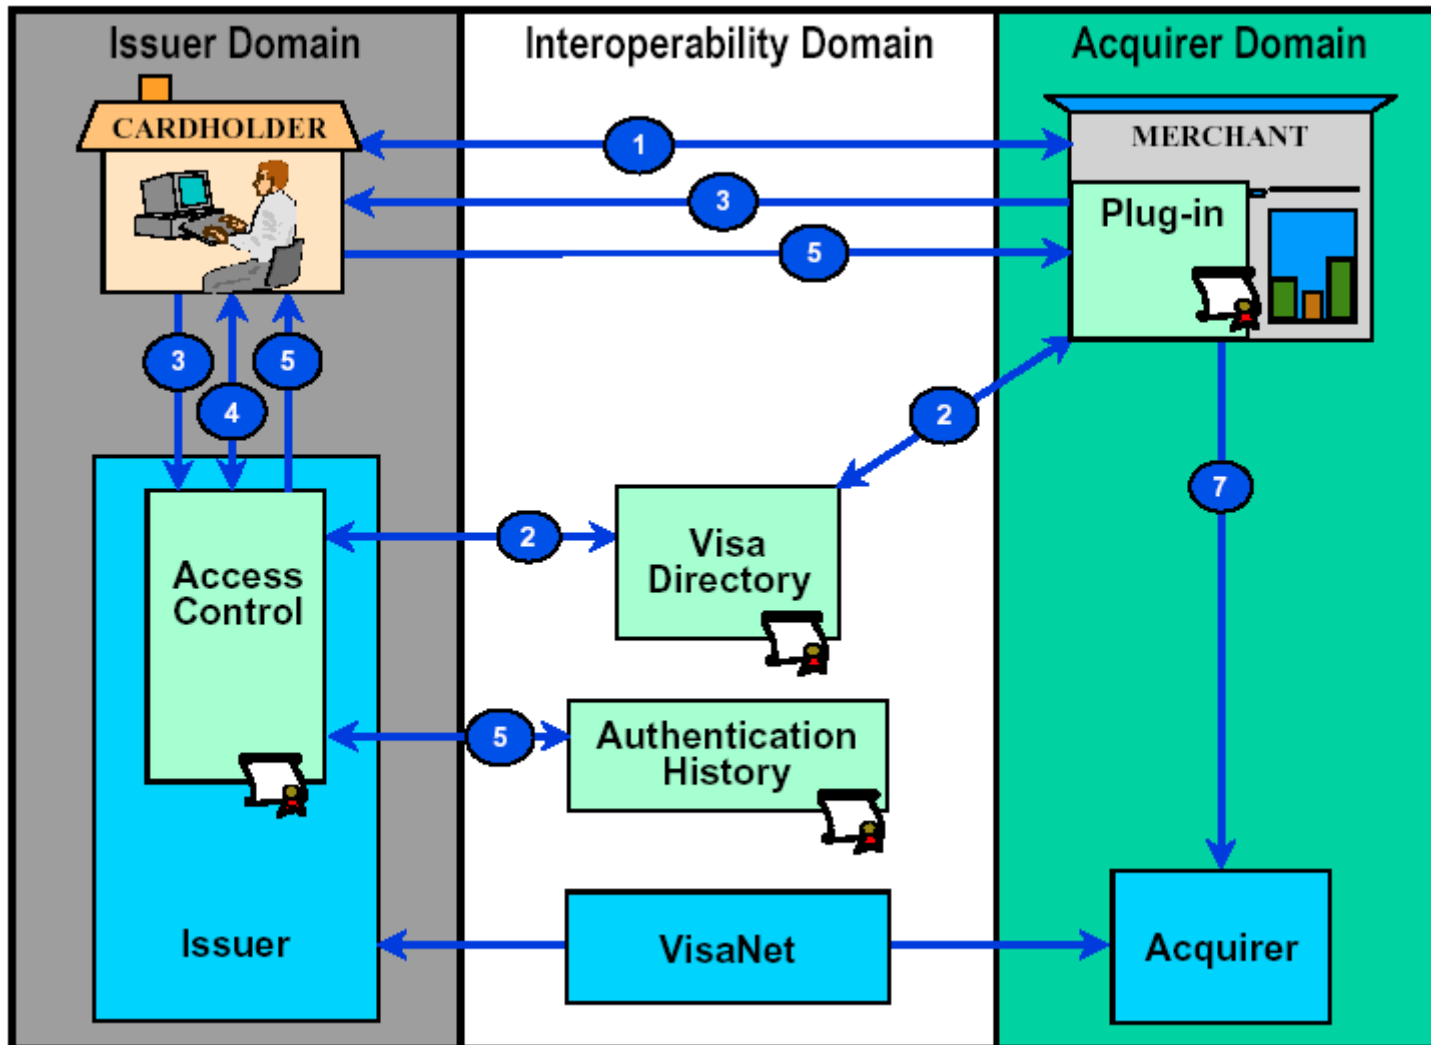 Issuer Domain
Interoperability Domain
Acquirer Domain
CARDHOLDER
MERCHANT
1
3
Plug-in
5
3
5
4
2
7
2
Visa
Directory
Access
Control
5
Authentication
History
Issuer
VisaNet
Acquirer